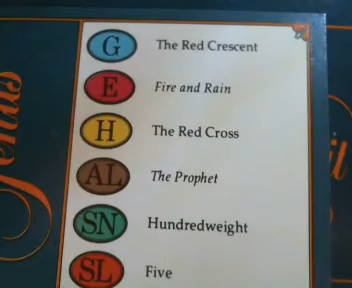 G The Red Crescent
E Fire and Rain
H The Red Cross
AL The Prophet
SN Hundredweight
SL Five